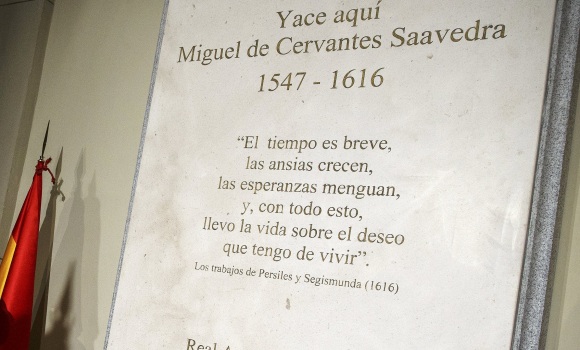 Yace aquí
Miguel de Cervantes Saavedra
1547 - 1616
“El tiempo es breve,
las ansias crecen,
las esperanzas menguan,
y, con todo esto,
llevo la vida sobre el deseo
que tengo de vivir”.
Los trabajos de Persiles y Segismunda (1616)
Real